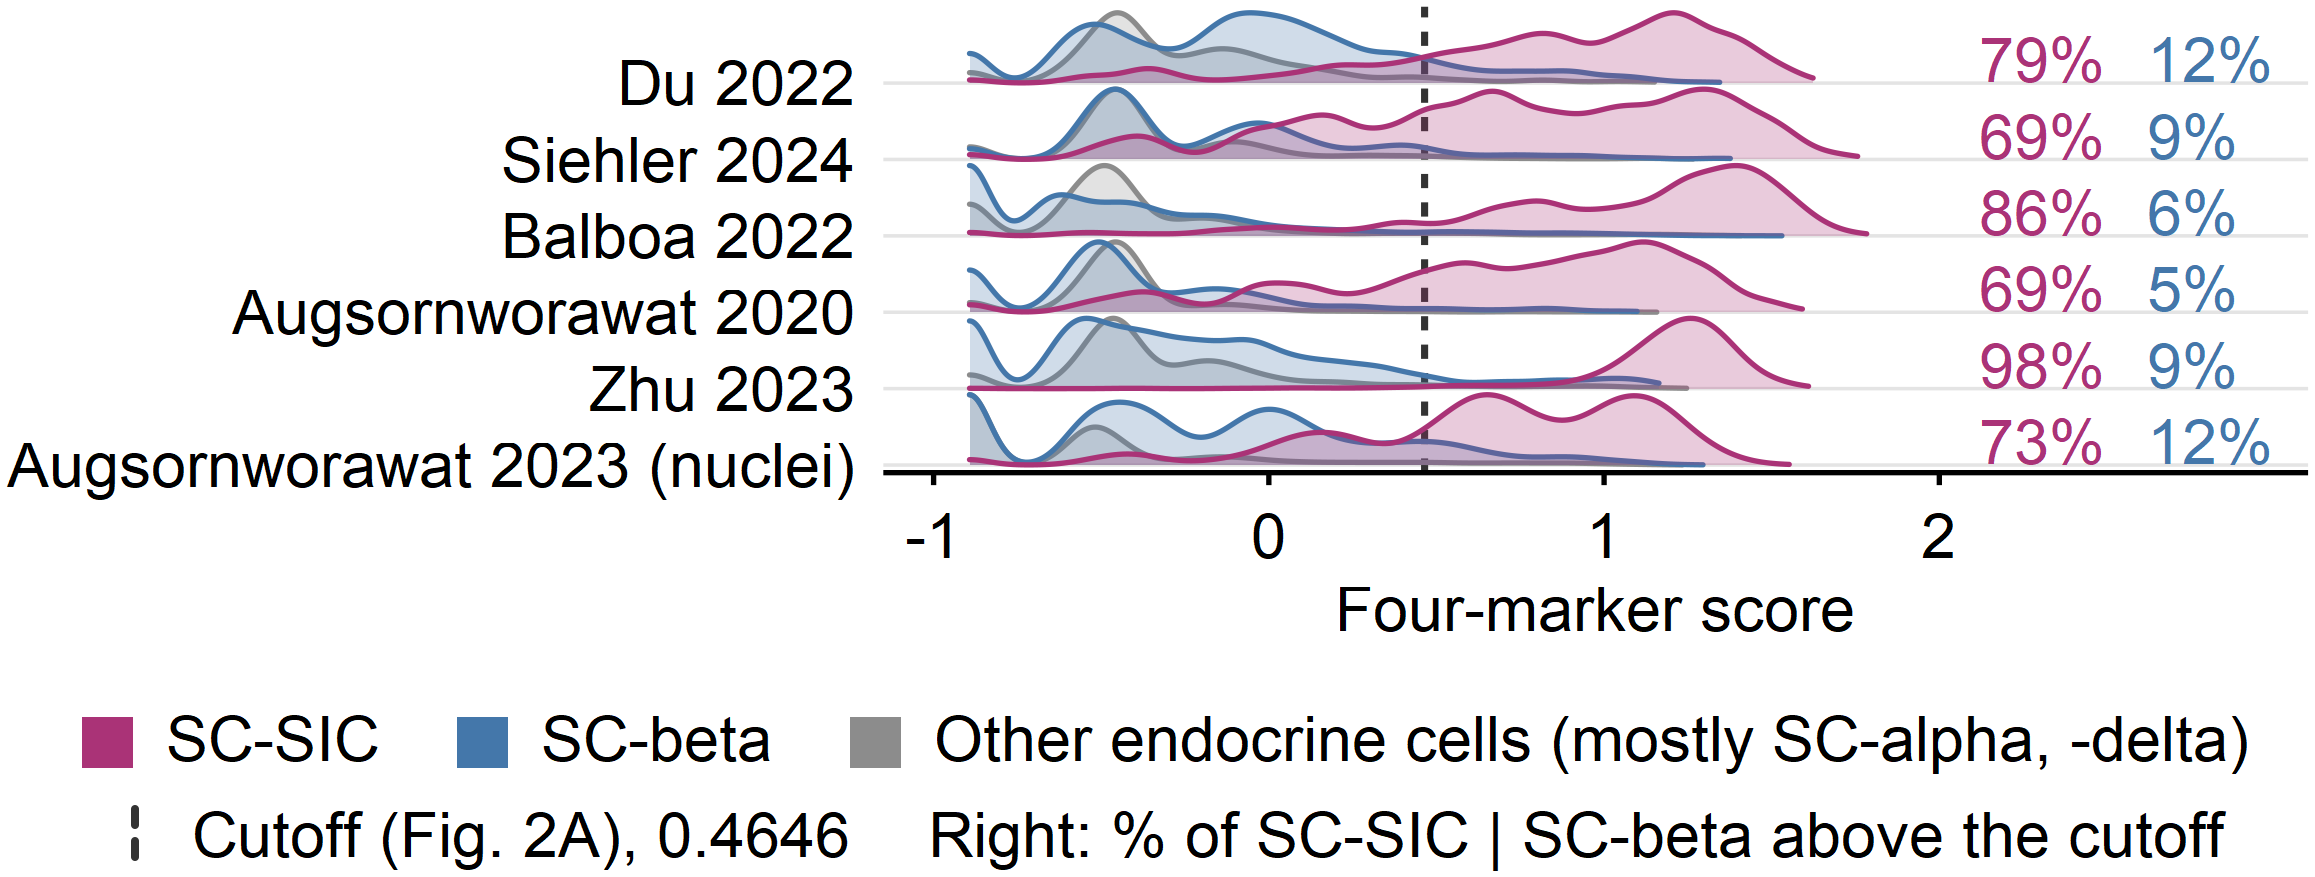 Du 2022 79% 12%
Siehler 2024 69% 9%
Balboa 2022 86% 6%
Augsornworawat 2020 69% 5%
Zhu 2023 98% 9%
Augsornworawat 2023 (nuclei) 73% 12%
-1 0 1 2
Four-marker score
SC-SIC SC-beta Other endocrine cells (mostly SC-alpha, -delta)
Cutoff (Fig. 2A), 0.4646 Right: % of SC-SIC | SC-beta above the cutoff